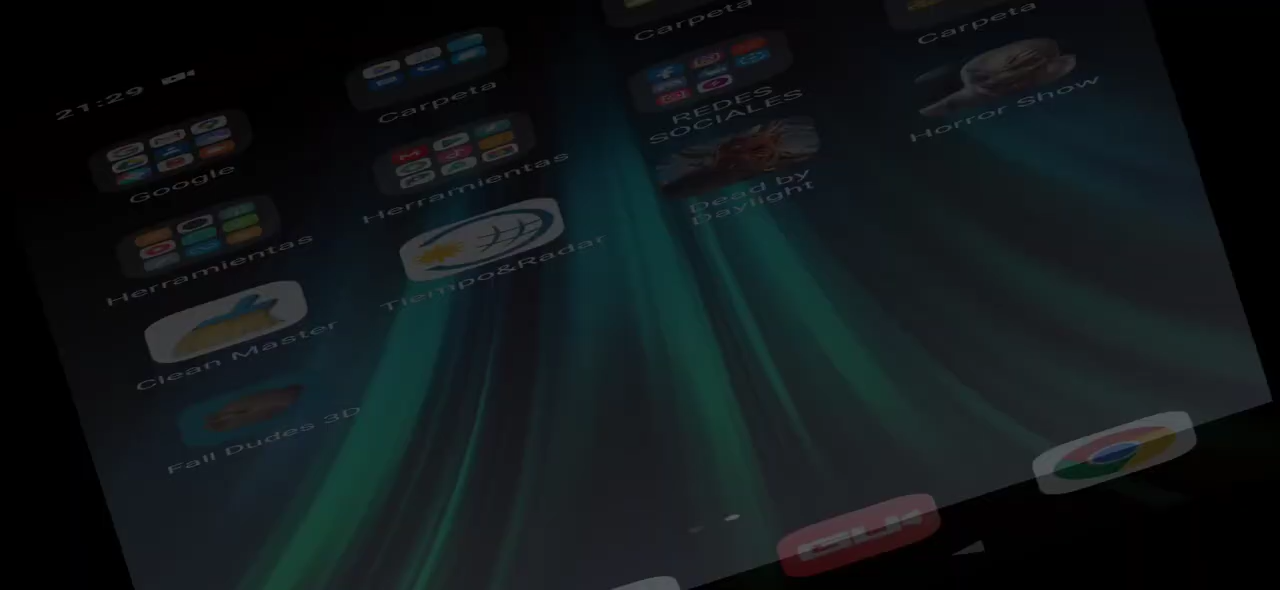 21:29
Carpeta
Carpeta
Carpeta
Google
Herramientas
REDES
SOCIALES
Horror Show
Herramientas
Tiempo&Radar
Dead by
Daylight
Clean Master
Fall Dudes 3D